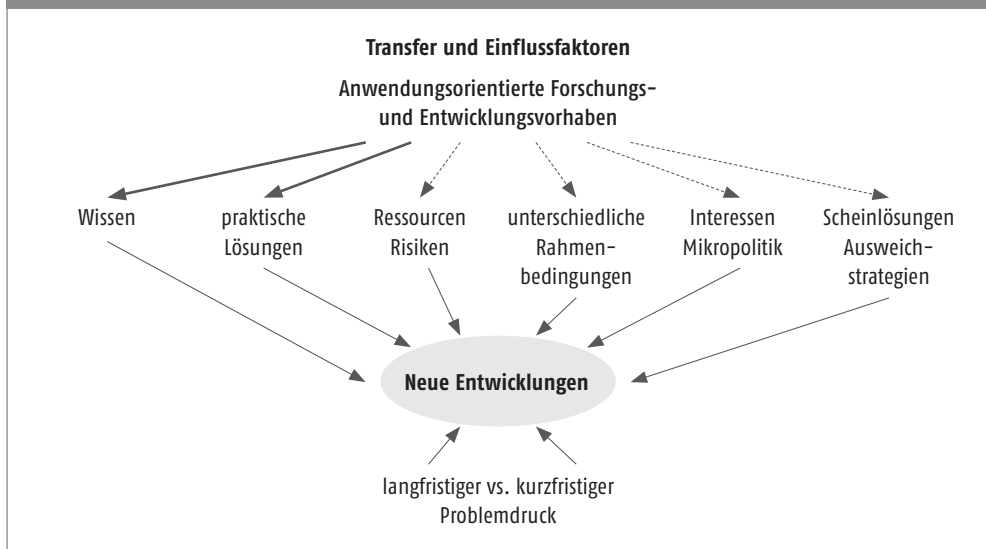 Transfer und Einflussfaktoren
Anwendungsorientierte Forschungs-
und Entwicklungsvorhaben
Wissen
praktische
Lösungen
Ressourcen
Risiken
unterschiedliche
Rahmen-
bedingungen
Interessen
Mikropolitik
Scheinlösungen
Ausweich-
strategien
Neue Entwicklungen
langfristiger vs. kurzfristiger
Problemdruck